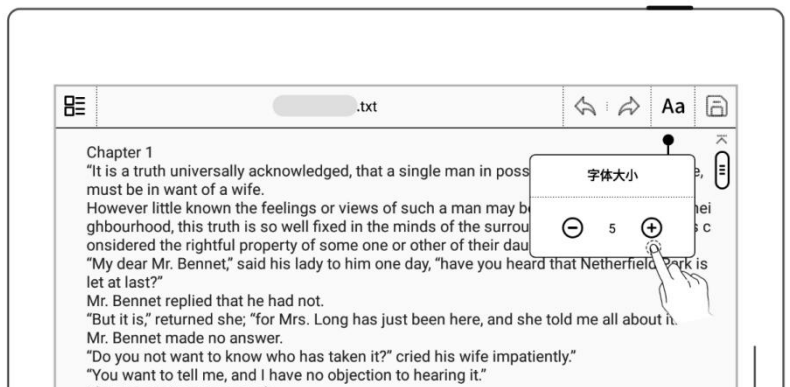 .txt
Aa
Chapter 1
“It is a truth universally acknowledged, that a single man in poss
must be in want of a wife.
However little known the feelings or views of such a man may b
nei
ghbourhood, this truth is so well fixed in the minds of the surrou
s c
onsidered the rightful property of some one or other of their dau
“My dear Mr. Bennet,” said his lady to him one day, “have you heard that Netherfield Park is
let at last?”
Mr. Bennet replied that he had not.
“But it is,” returned she; “for Mrs. Long has just been here, and she told me all about it.
Mr. Bennet made no answer.
“Do you not want to know who has taken it?” cried his wife impatiently.”
“You want to tell me, and I have no objection to hearing it.”
字体大小
5